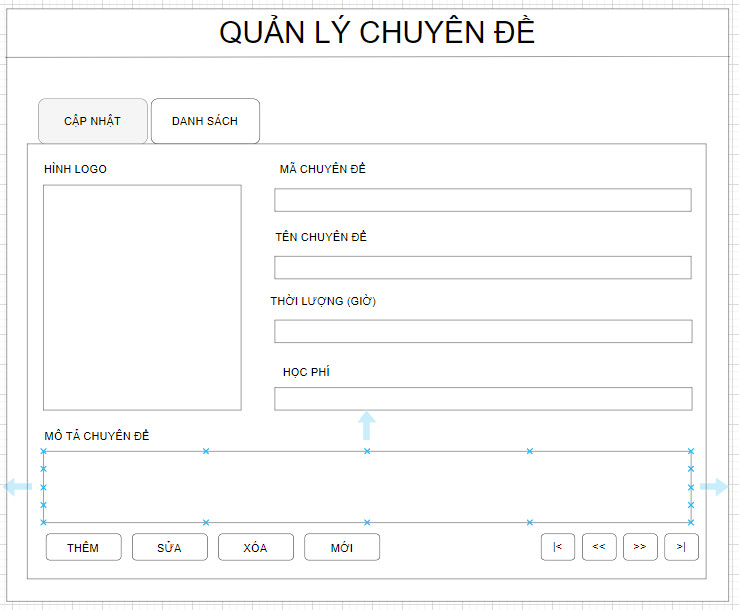 QUẢN LÝ CHUYÊN ĐỀ
CẬP NHẬT
DANH SÁCH
HÌNH LOGO
MÃ CHUYÊN ĐỀ
TÊN CHUYÊN ĐỀ
THỜI LƯỢNG (GIỜ)
HỌC PHÍ
MÔ TẢ CHUYÊN ĐỀ
THÊM
SỬA
XÓA
MỚI
|<
<<
>>
>|